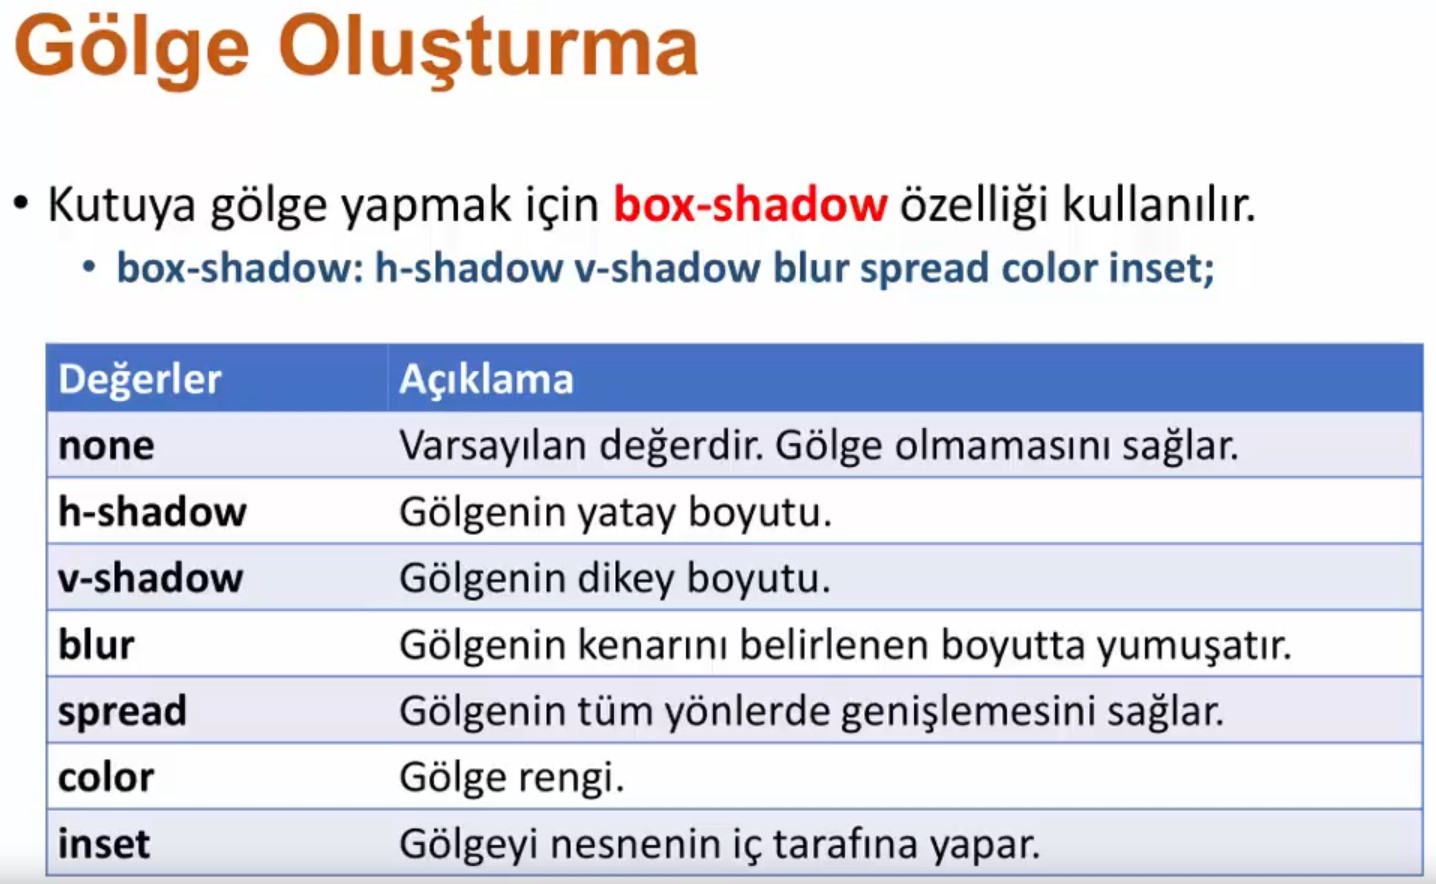 Gölge Oluşturma
• Kutuya gölge yapmak için box-shadow özelliği kullanılır.
• box-shadow: h-shadow v-shadow blur spread color inset;
Değerler Açıklama
none Varsayılan değerdir. Gölge olmamasını sağlar.
h-shadow Gölgenin yatay boyutu.
v-shadow Gölgenin dikey boyutu.
blur Gölgenin kenarını belirlenen boyutta yumuşatır.
spread Gölgenin tüm yönlerde genişlemesini sağlar.
color Gölge rengi.
inset Gölgeyi nesnenin iç tarafına yapar.